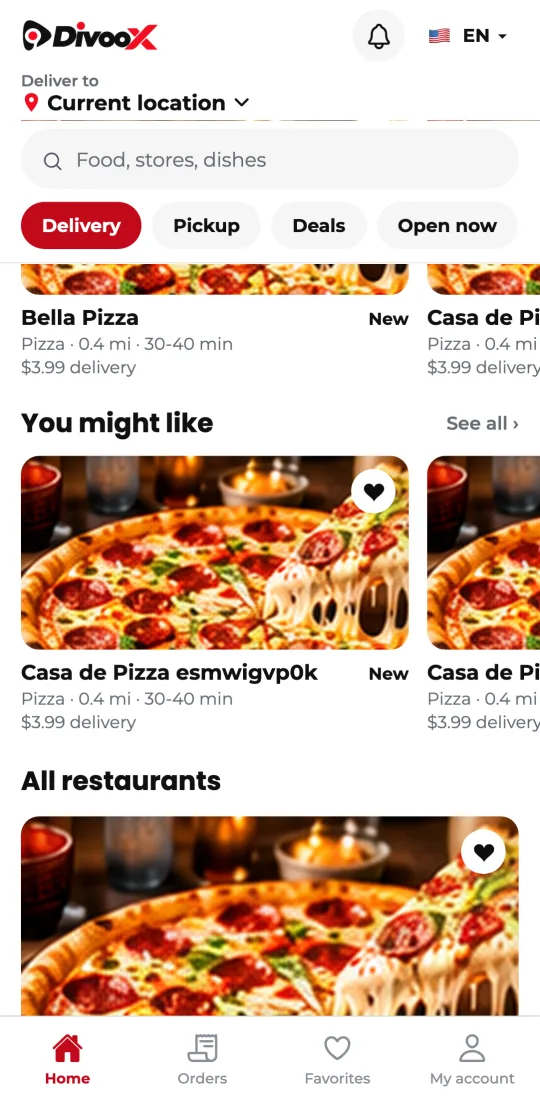 DivooX
EN
Deliver to
Current location
Food, stores, dishes
Delivery
Pickup
Deals
Open now
Bella Pizza
New
Casa de Pi
Pizza · 0.4 mi · 30-40 min
Pizza · 0.4 mi
$3.99 delivery
$3.99 delivery
You might like
See all ›
Casa de Pizza esmwigvp0k
New
Casa de Pi
Pizza · 0.4 mi · 30-40 min
Pizza · 0.4 mi
$3.99 delivery
$3.99 delivery
All restaurants
Home
Orders
Favorites
My account